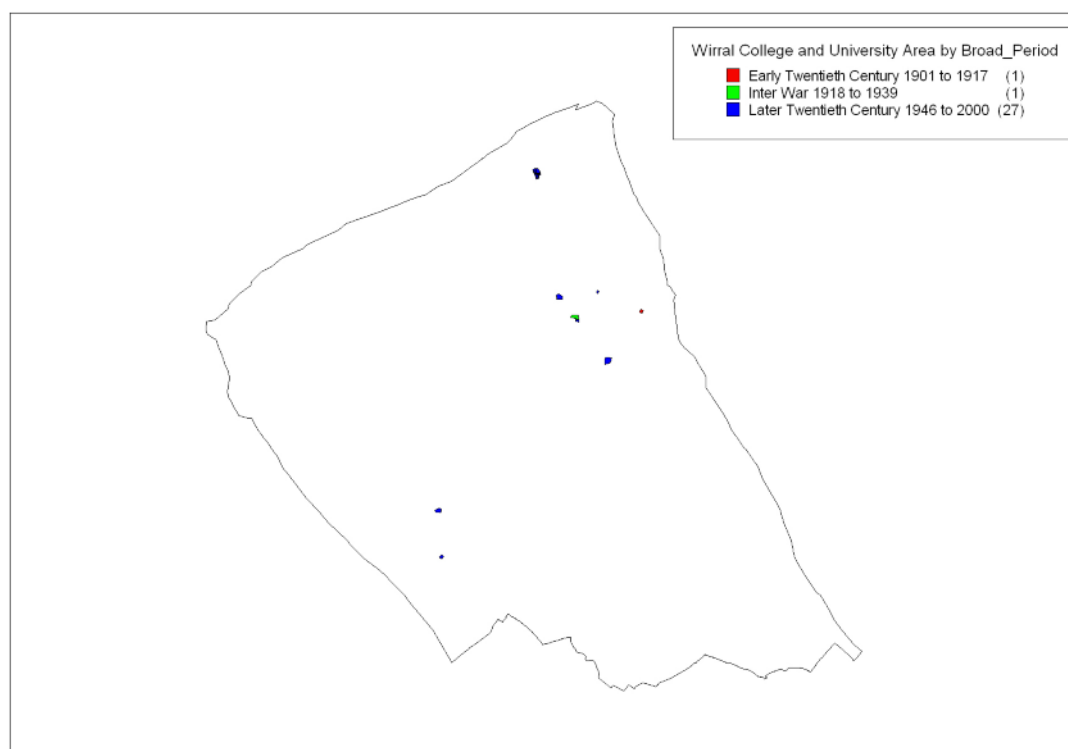 Wirral College and University Area by Broad_Period
Early Twentieth Century 1901 to 1917 (1)
Inter War 1918 to 1939 (1)
Later Twentieth Century 1946 to 2000 (27)